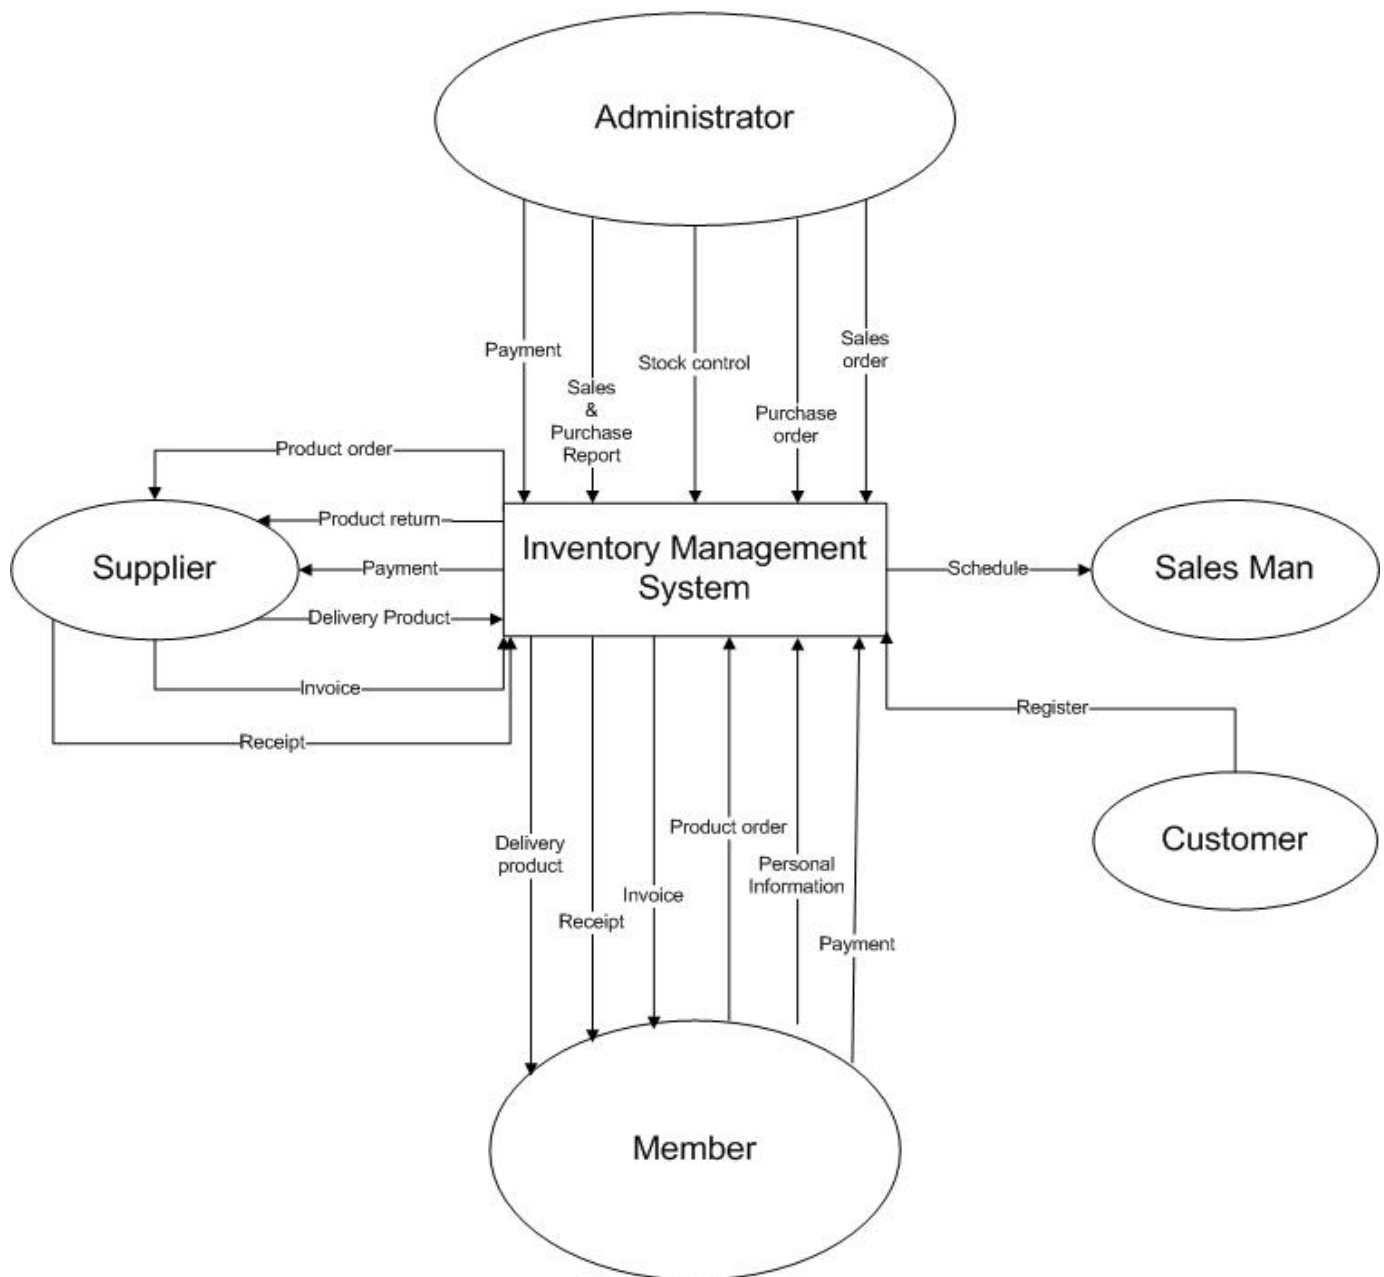 Administrator
Payment
Sales
&
Purchase
Report
Stock control
Purchase
order
Sales
order
Product order
Product return
Payment
Delivery Product
Invoice
Receipt
Supplier
Inventory Management
System
Schedule
Sales Man
Register
Customer
Delivery
product
Receipt
Invoice
Product order
Personal
Information
Payment
Member